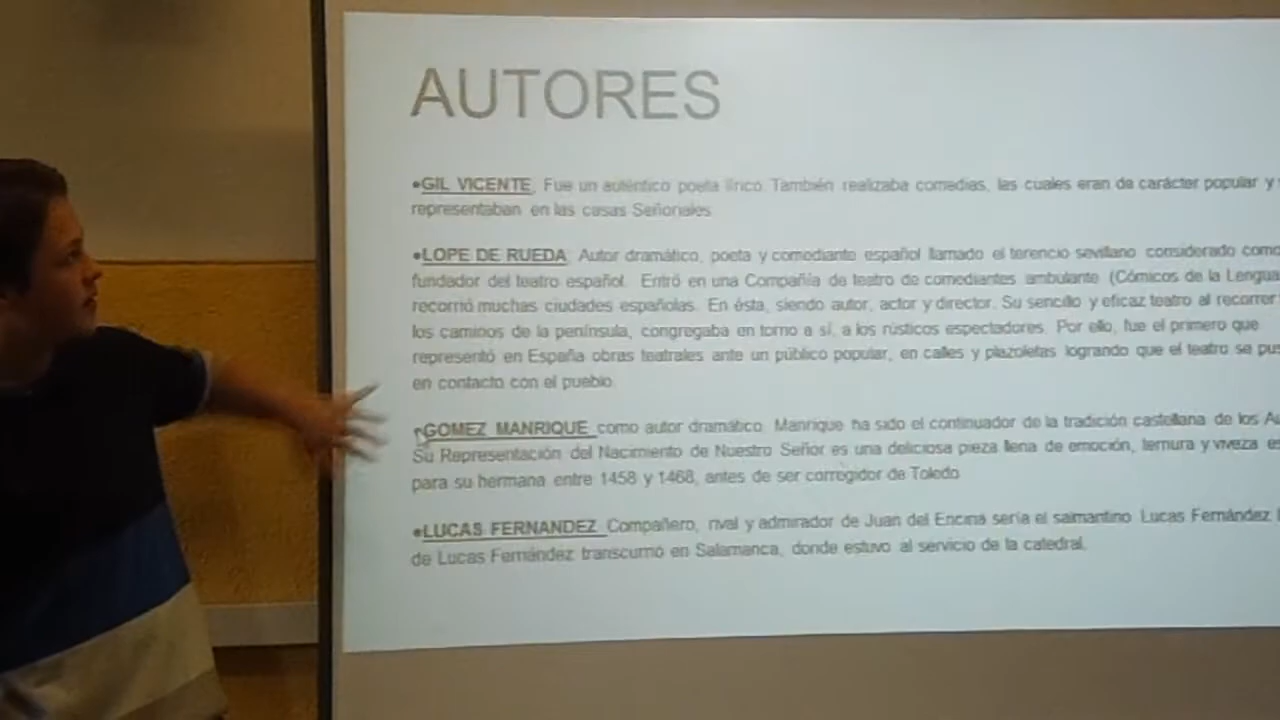 AUTORES
•GIL VICENTE. Fue un auténtico poeta lírico. También realizaba comedias, las cuales eran de carácter popular y
representaban en las casas Señoriales.
•LOPE DE RUEDA: Autor dramático, poeta y comediante español llamado el terencio sevillano considerado como
fundador del teatro español. Entró en una Compañía de teatro de comediantes ambulante (Cómicos de la Lengua
recorrió muchas ciudades españolas. En ésta, siendo autor, actor y director. Su sencillo y eficaz teatro al recorrer
los caminos de la península, congregaba en torno a sí, a los rústicos espectadores. Por ello, fue el primero que
representó en España obras teatrales ante un público popular, en calles y plazoletas logrando que el teatro se
en contacto con el pueblo.
•GOMEZ MANRIQUE como autor dramático. Manrique ha sido el continuador de la tradición castellana de los
Su Representación del Nacimiento de Nuestro Señor es una deliciosa pieza llena de emoción, ternura y viveza
para su hermana entre 1458 y 1468, antes de ser corregidor de Toledo.
•LUCAS FERNANDEZ Compañero, rival y admirador de Juan del Encina sería el salmantino Lucas Fernández
de Lucas Fernández transcurrió en Salamanca, donde estuvo al servicio de la catedral.